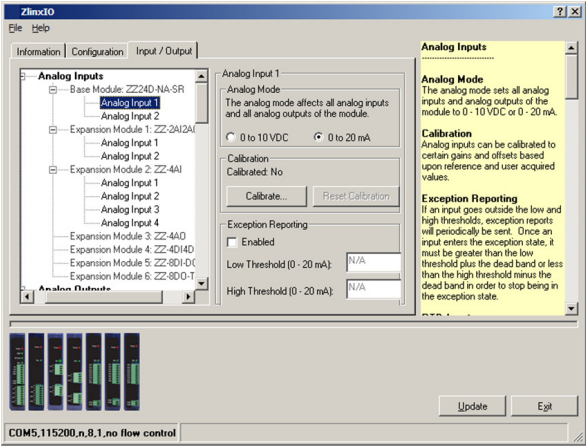 ZlinxIO
File Help
Information Configuration Input / Output
Analog Inputs
Base Module: ZZ24D-NA-SR
Analog Input 1
Analog Input 2
Expansion Module 1: ZZ-2AI2AO
Analog Input 1
Analog Input 2
Expansion Module 2: ZZ-4AI
Analog Input 1
Analog Input 2
Analog Input 3
Analog Input 4
Expansion Module 3: ZZ-4AO
Expansion Module 4: ZZ-4DI4D
Expansion Module 5: ZZ-8DI-DC
Expansion Module 6: ZZ-8DO-T
Analog Outputs
Analog Input 1
Analog Mode
The analog mode affects all analog inputs
and all analog outputs of the module.
0 to 10 VDC 0 to 20 mA
Calibration
Calibrated: No
Calibrate... Reset Calibration
Exception Reporting
Enabled
Low Threshold (0 - 20 mA): N/A
High Threshold (0 - 20 mA): N/A
Analog Inputs
--------------------------
Analog Mode
The analog mode sets all analog
inputs and analog outputs of the
module to 0 - 10 VDC or 0 - 20 mA.
Calibration
Analog inputs can be calibrated to
certain gains and offsets based
upon reference and user acquired
values.
Exception Reporting
If an input goes outside the low and
high thresholds, exception reports
will periodically be sent. Once an
input enters the exception state, it
must be greater than the low
threshold plus the dead band or less
than the high threshold minus the
dead band in order to stop being in
the exception state.
Update Exit
COM5,115200,n,8,1,no flow control